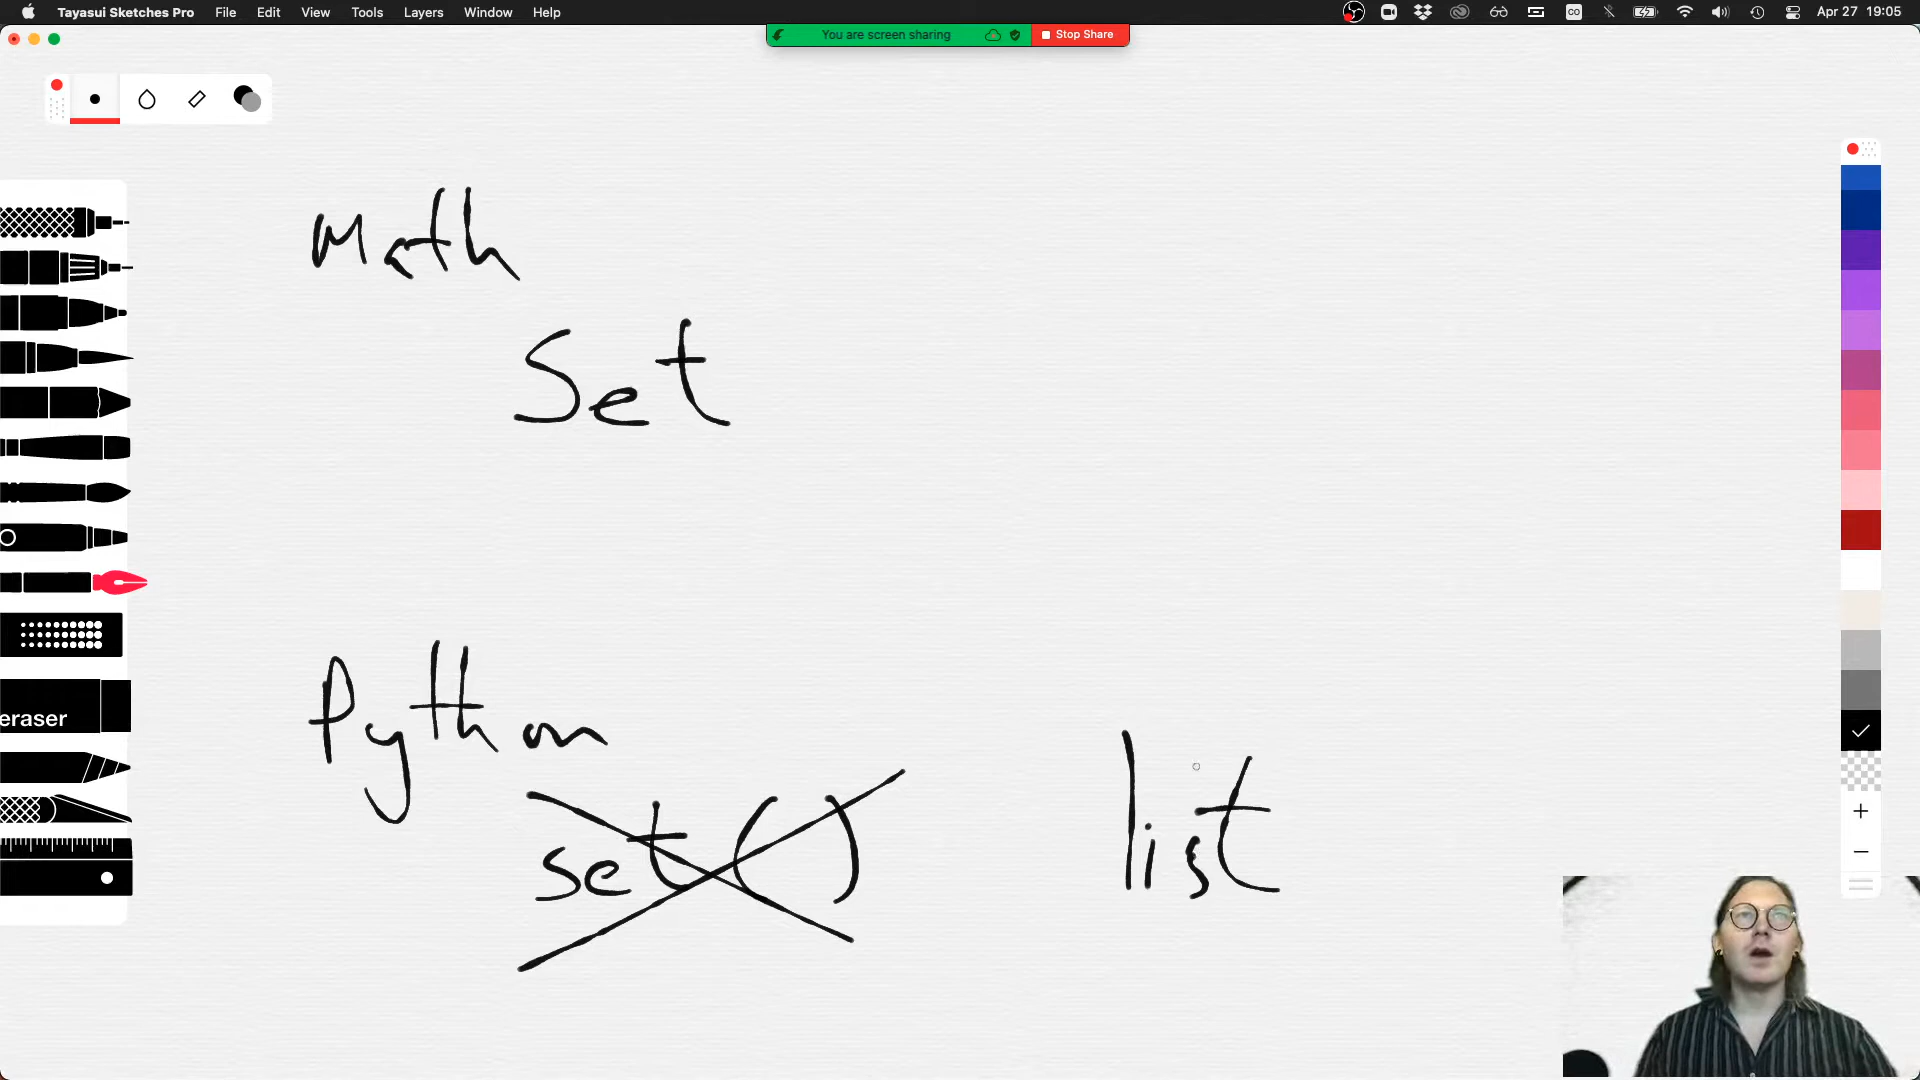 Tayasui Sketches Pro File Edit View Tools Layers Window Help Apr 27 19:05
You are screen sharing Stop Share
Math
Set
eraser
Python
set()
list